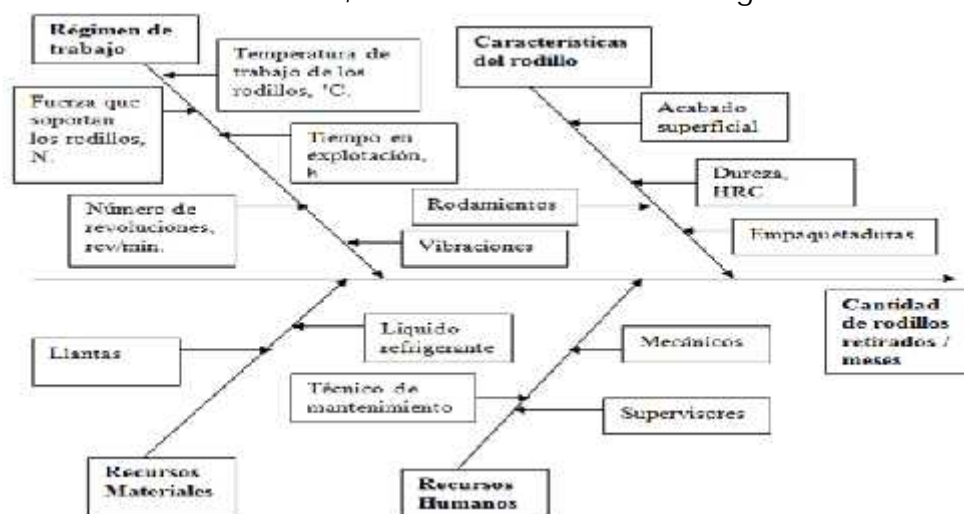 Régimen de
trabajo
Temperatura de
trabajo de los
rodillos, °C.
Fuerza que
soportan
los rodillos,
N.
Tiempo en
explotación,
h
Número de
revoluciones,
rev/min.
Vibraciones
Características
del rodillo
Acabado
superficial
Dureza,
HRC
Rodamientos
Empaquetaduras
Cantidad
de rodillos
retirados /
meses
Llantas
Líquido
refrigerante
Recursos
Materiales
Mecánicos
Técnico de
mantenimiento
Supervisores
Recursos
Humanos